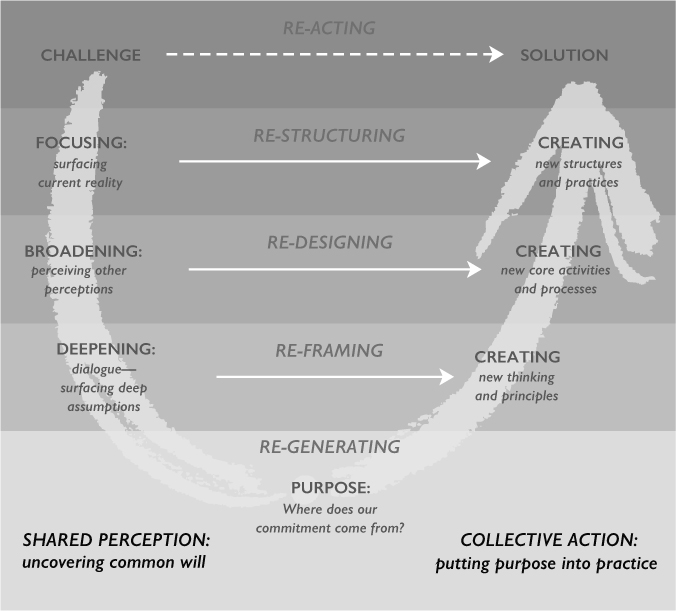 RE-ACTING
CHALLENGE
SOLUTION
FOCUSING:
surfacing
current reality
RE-STRUCTURING
CREATING
new structures
and practices
BROADENING:
perceiving other
perceptions
RE-DESIGNING
CREATING
new core activities
and processes
DEEPENING:
dialogue—
surfacing deep
assumptions
RE-FRAMING
CREATING
new thinking
and principles
RE-GENERATING
PURPOSE:
Where does our
commitment come from?
SHARED PERCEPTION:
uncovering common will
COLLECTIVE ACTION:
putting purpose into practice